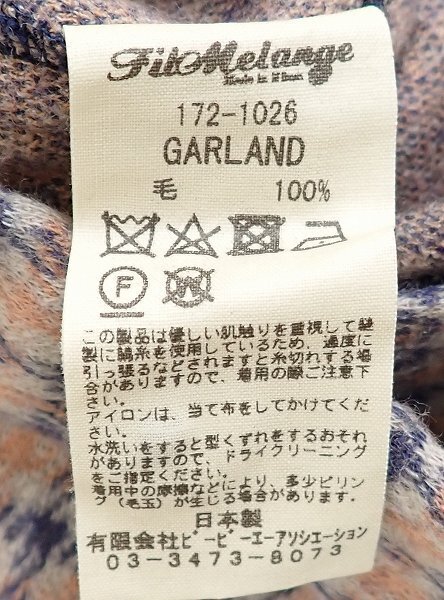 FilMelange
Made in N Bros.
172-1026
GARLAND
毛 100%
F W
この製品は優しい肌触りを重視して縫
製に綿糸を使用しているため、過度に
引っ張るなどされますと糸切れする場
合がありますので、着用の際ご注意下
さい。
アイロンは、当て布をしてかけてくだ
さい。
水洗いをすると型くずれをするおそれ
がありますので、ドライクリーニング
をご指定ください。
着用中の摩擦などにより、多少ピリン
グ(毛玉)が生じる場合があります。
日本製
有限会社ビーピーエーアソシエーション
03-3473-8073